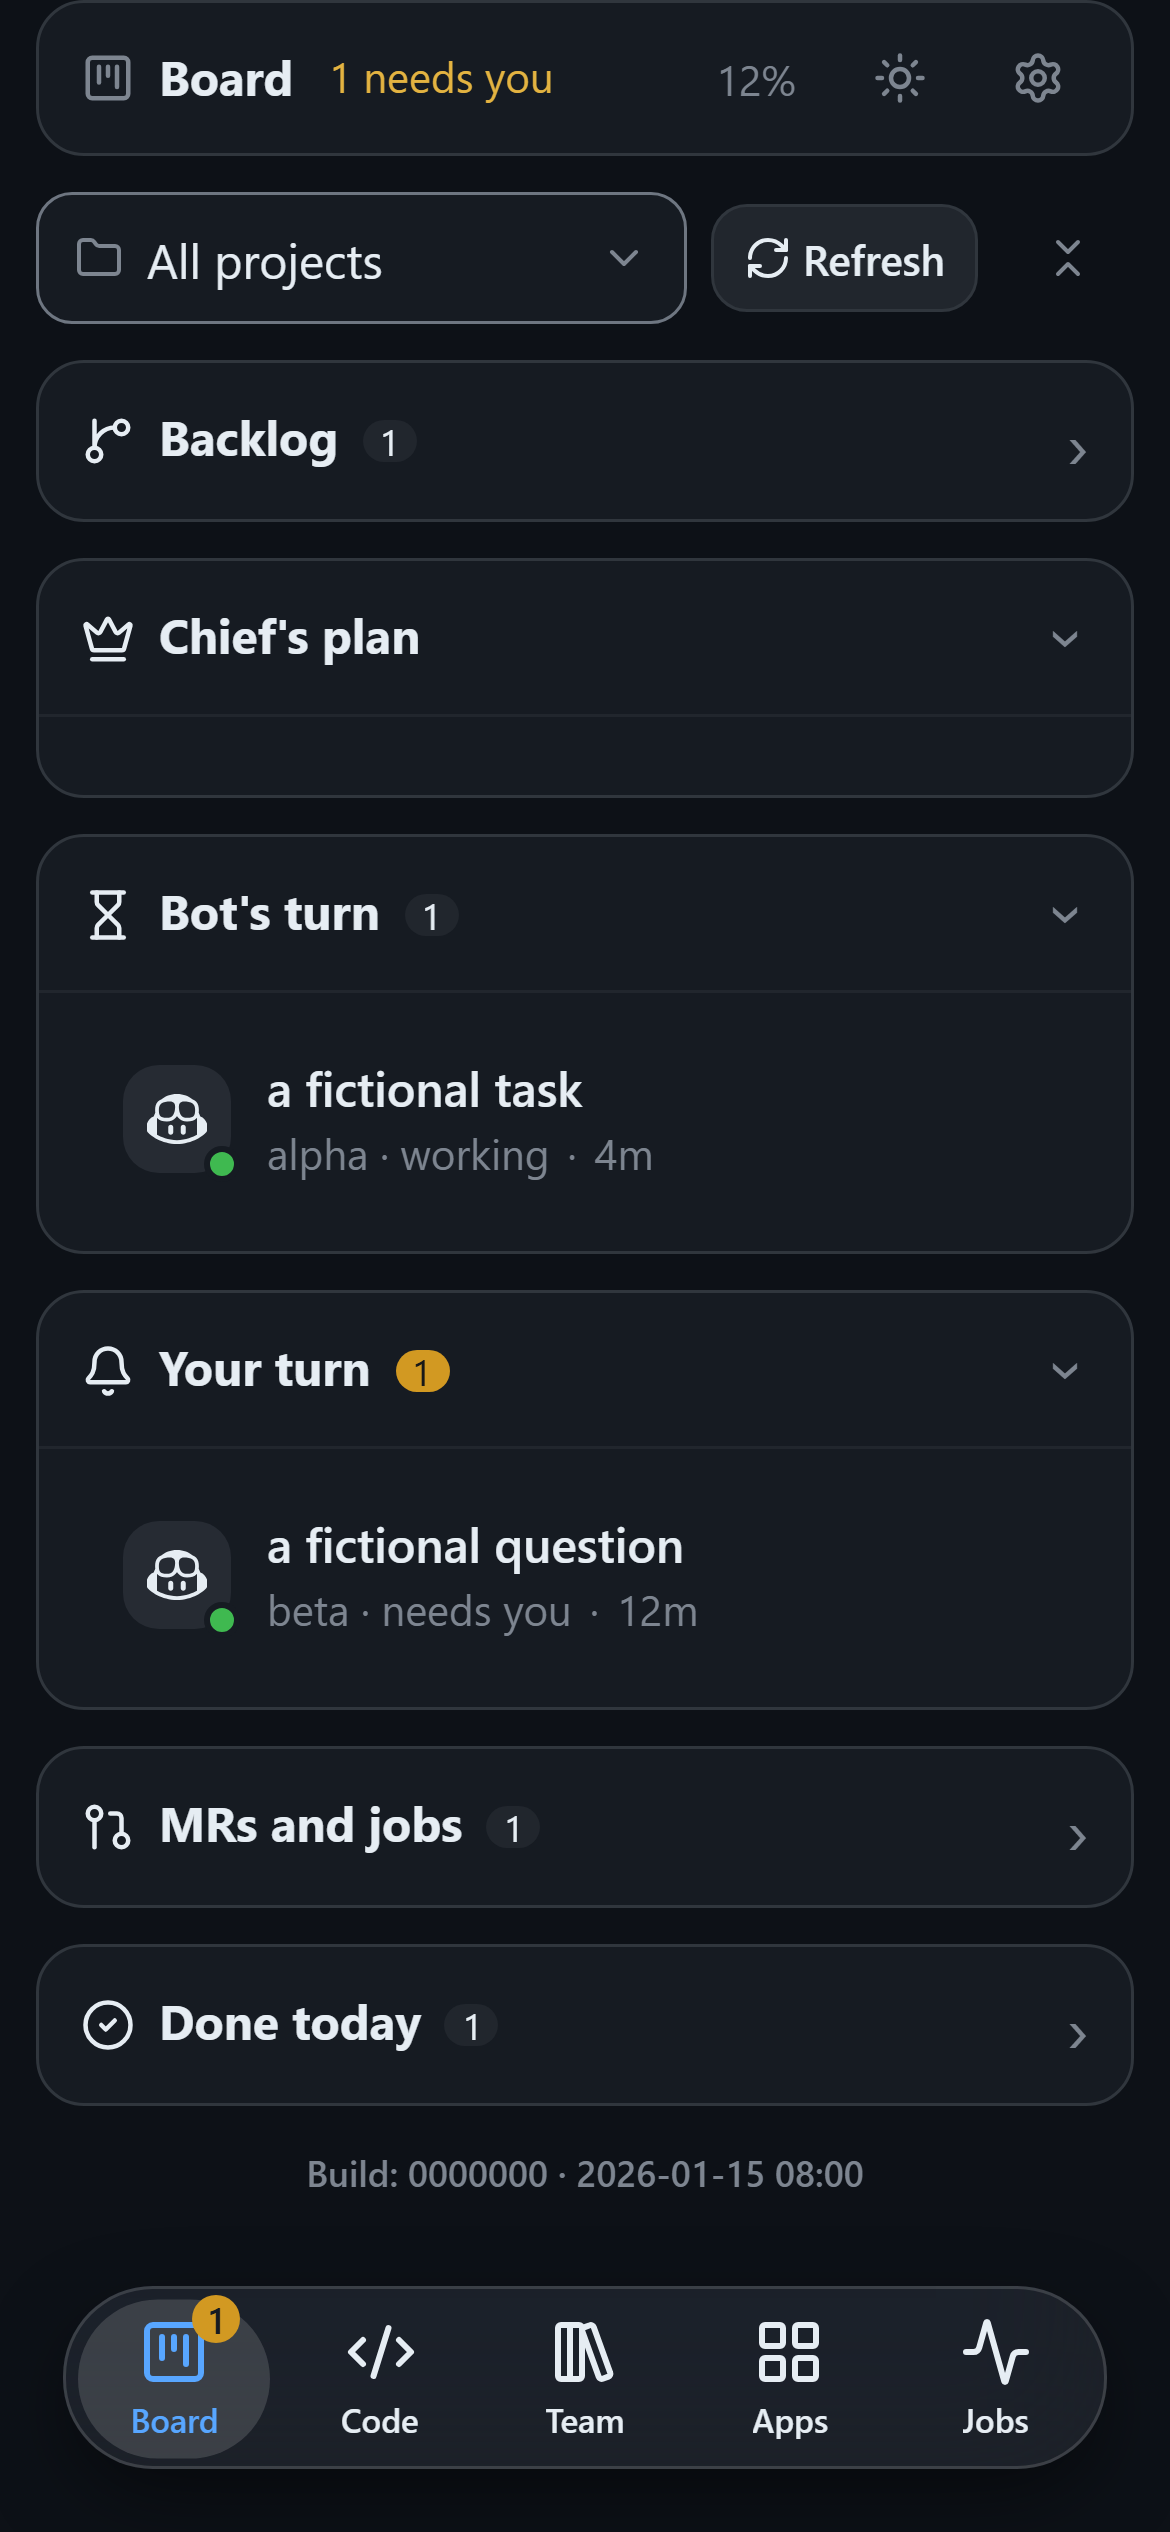 Board 1 needs you 12%
All projects Refresh
Backlog 1
Chief's plan
Bot's turn 1
a fictional task
alpha · working · 4m
Your turn 1
a fictional question
beta · needs you · 12m
MRs and jobs 1
Done today 1
Build: 0000000 · 2026-01-15 08:00
1
Board Code Team Apps Jobs